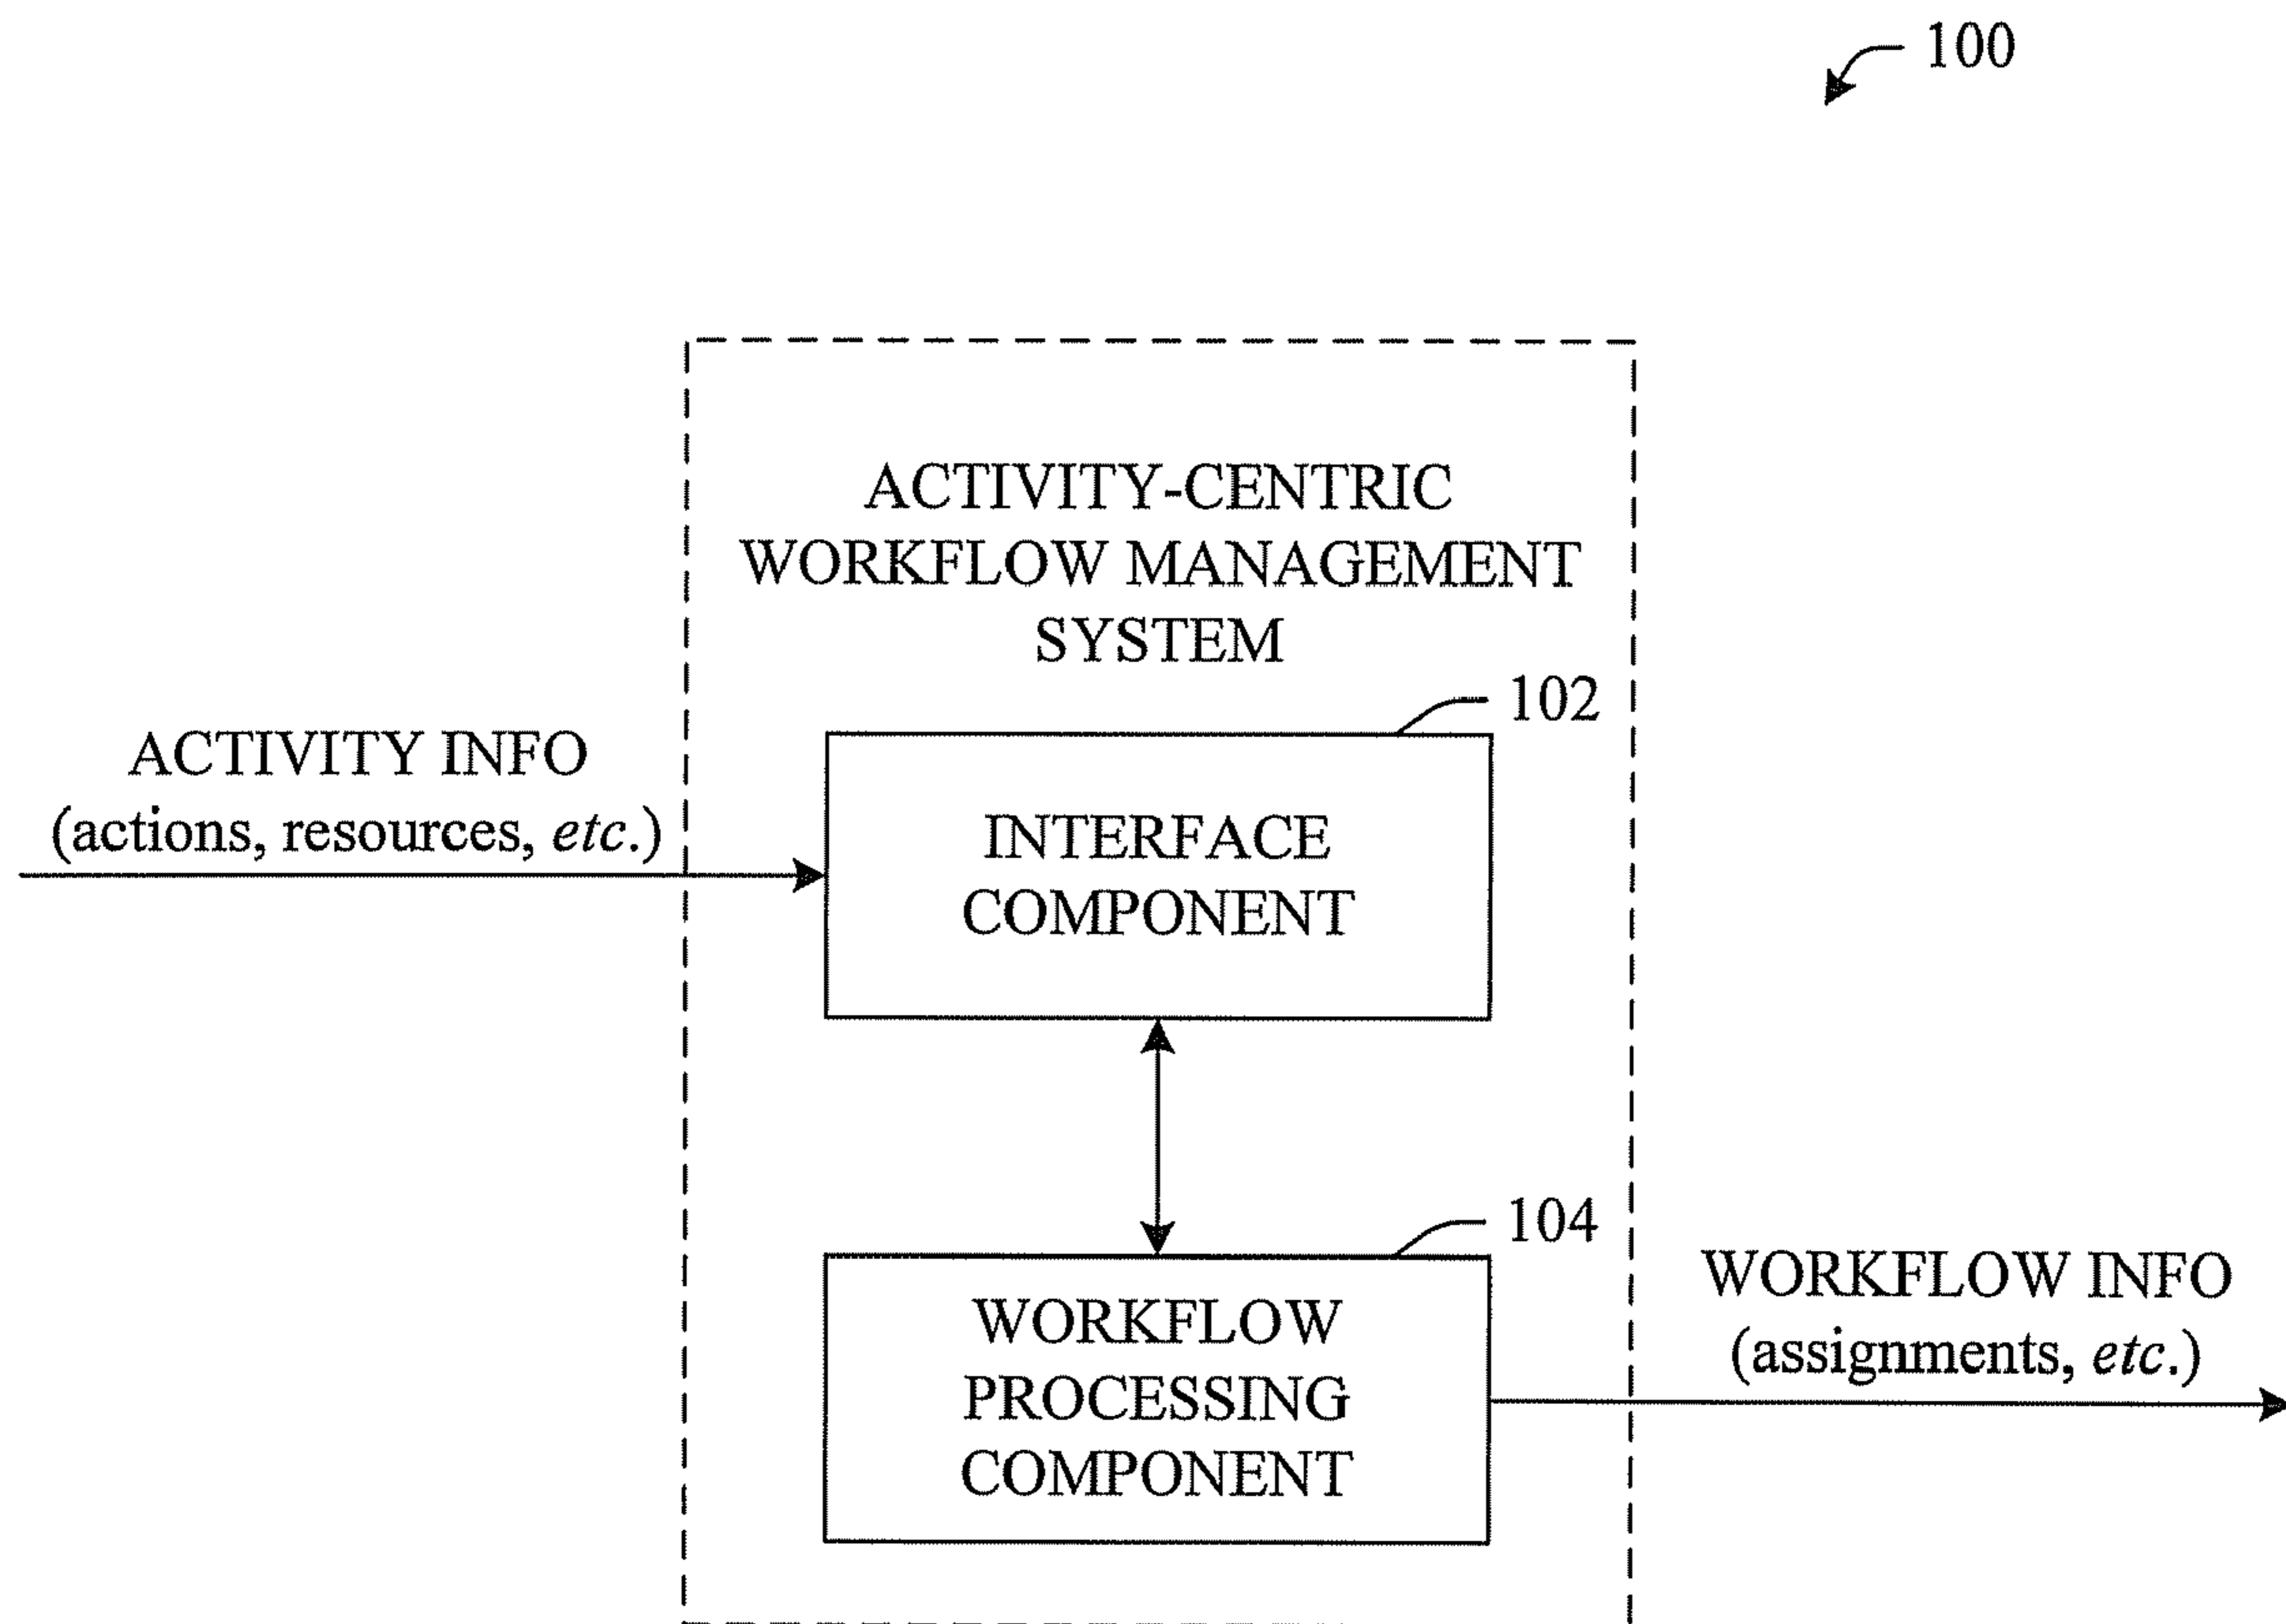 100
ACTIVITY-CENTRIC
WORKFLOW MANAGEMENT
SYSTEM
102
ACTIVITY INFO
(actions, resources, etc.)
INTERFACE
COMPONENT
104
WORKFLOW
PROCESSING
COMPONENT
WORKFLOW INFO
(assignments, etc.)